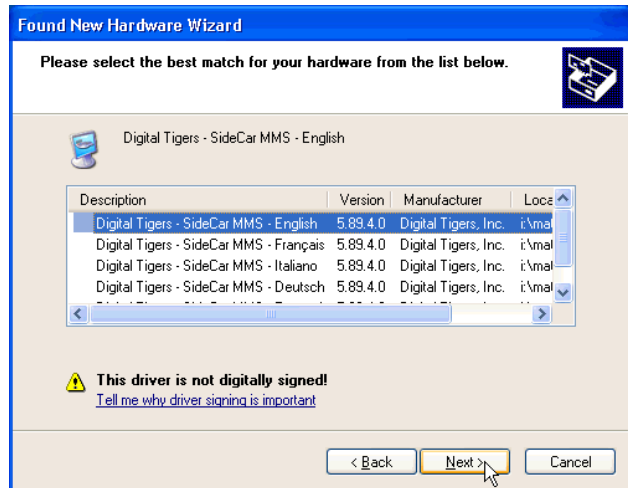 Found New Hardware Wizard
Please select the best match for your hardware from the list below.
Digital Tigers - SideCar MMS - English
Description Version Manufacturer Loca
Digital Tigers - SideCar MMS - English 5.89.4.0 Digital Tigers, Inc. i:\mat
Digital Tigers - SideCar MMS - Français 5.89.4.0 Digital Tigers, Inc. i:\mat
Digital Tigers - SideCar MMS - Italiano 5.89.4.0 Digital Tigers, Inc. i:\mat
Digital Tigers - SideCar MMS - Deutsch 5.89.4.0 Digital Tigers, Inc. i:\mat
This driver is not digitally signed!
Tell me why driver signing is important
< Back Next > Cancel